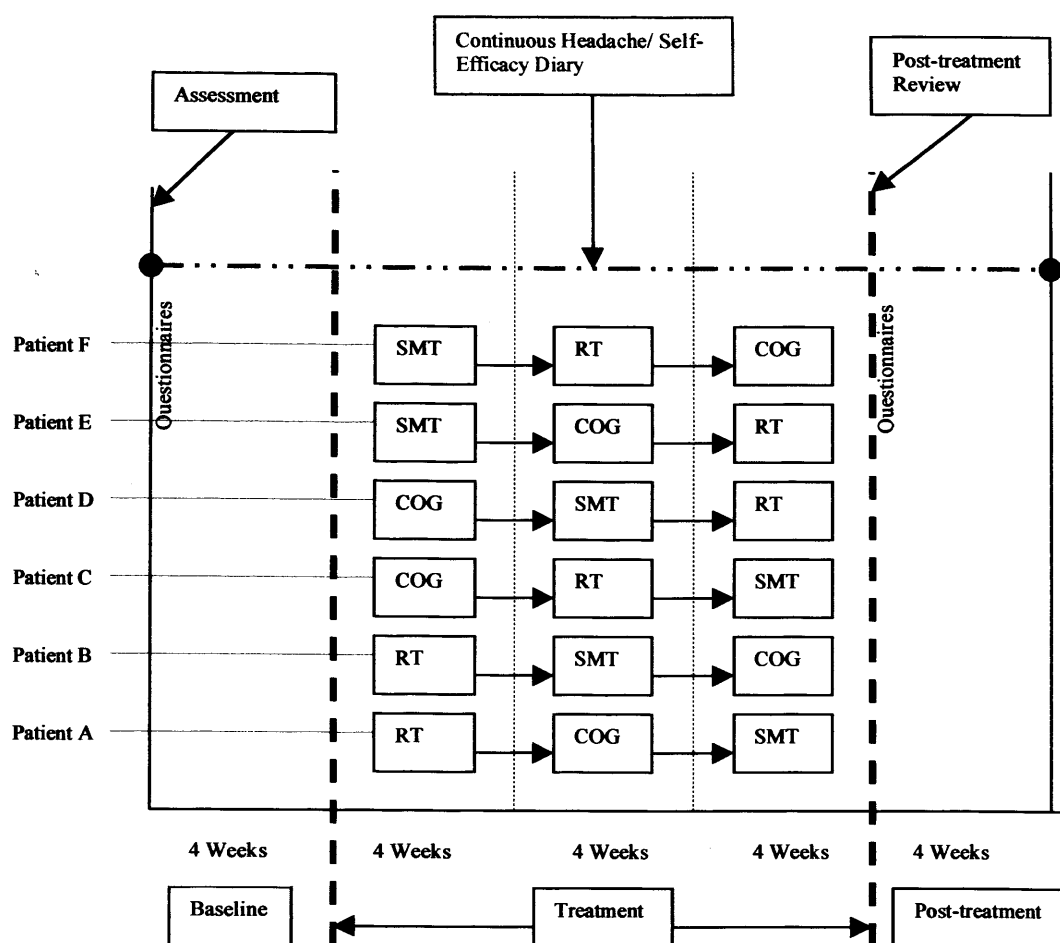 Continuous Headache/ Self-
Efficacy Diary
Post-treatment
Review
Assessment
Questionnaires
Questionnaires
Patient F
SMT
RT
COG
Patient E
SMT
COG
RT
Patient D
COG
SMT
RT
Patient C
COG
RT
SMT
Patient B
RT
SMT
COG
Patient A
RT
COG
SMT
4 Weeks
4 Weeks
4 Weeks
4 Weeks
4 Weeks
Baseline
Treatment
Post-treatment